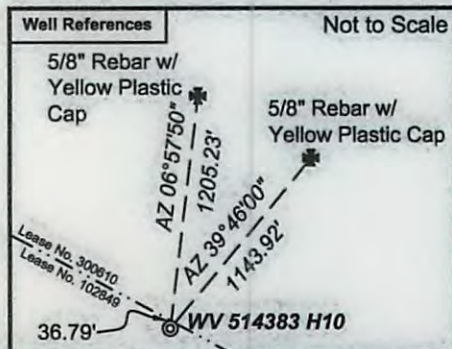 Well References
Not to Scale
5/8" Rebar w/
Yellow Plastic
Cap
5/8" Rebar w/
Yellow Plastic Cap
AZ 06°57'50"
1205.23'
AZ 39°46'00"
1143.92'
Lease No. 300610
Lease No. 102849
36.79'
WV 514383 H10